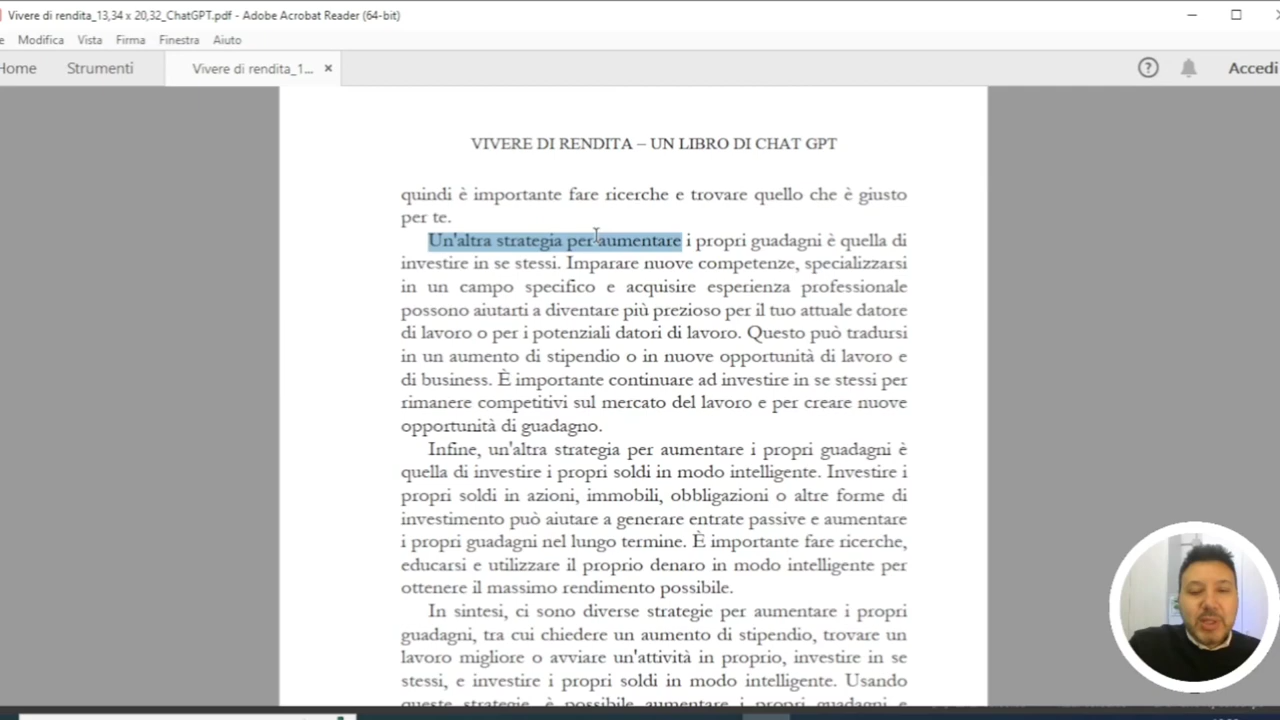 Vivere di rendita_13,34 x 20,32_ChatGPT.pdf - Adobe Acrobat Reader (64-bit)
Modifica Vista Firma Finestra Aiuto
Home Strumenti Vivere di rendita_1... × Accedi
VIVERE DI RENDITA – UN LIBRO DI CHAT GPT
quindi è importante fare ricerche e trovare quello che è giusto
per te.
Un'altra strategia per aumentare i propri guadagni è quella di
investire in se stessi. Imparare nuove competenze, specializzarsi
in un campo specifico e acquisire esperienza professionale
possono aiutarti a diventare più prezioso per il tuo attuale datore
di lavoro o per i potenziali datori di lavoro. Questo può tradursi
in un aumento di stipendio o in nuove opportunità di lavoro e
di business. È importante continuare ad investire in se stessi per
rimanere competitivi sul mercato del lavoro e per creare nuove
opportunità di guadagno.
Infine, un'altra strategia per aumentare i propri guadagni è
quella di investire i propri soldi in modo intelligente. Investire i
propri soldi in azioni, immobili, obbligazioni o altre forme di
investimento può aiutare a generare entrate passive e aumentare
i propri guadagni nel lungo termine. È importante fare ricerche,
educarsi e utilizzare il proprio denaro in modo intelligente per
ottenere il massimo rendimento possibile.
In sintesi, ci sono diverse strategie per aumentare i propri
guadagni, tra cui chiedere un aumento di stipendio, trovare un
lavoro migliore o avviare un'attività in proprio, investire in se
stessi, e investire i propri soldi in modo intelligente. Usando
queste strategie, è possibile aumentare i propri guadagni e